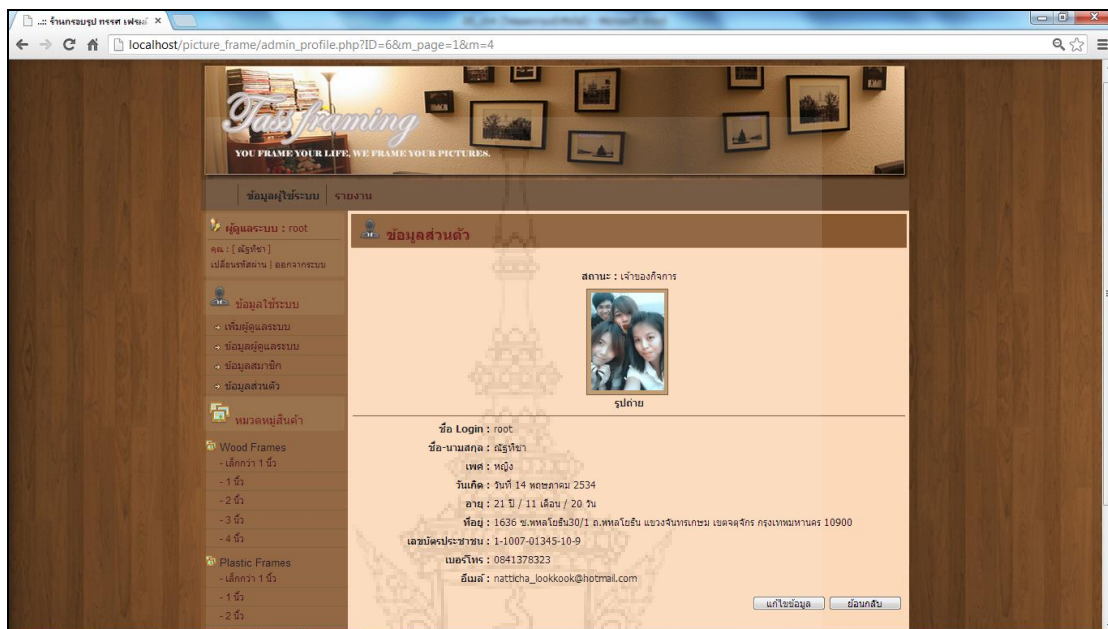 ..:: ร้านกรอบรูป ทรรศ เฟรมมิ่
localhost/picture_frame/admin_profile.php?ID=6&m_page=1&m=4
Tass framing
YOU FRAME YOUR LIFE, WE FRAME YOUR PICTURES.
ข้อมูลผู้ใช้ระบบ รายงาน
ผู้ดูแลระบบ : root
คุณ : [ ณัฐทิชา ]
เปลี่ยนรหัสผ่าน | ออกจากระบบ
ข้อมูลใช้ระบบ
เพิ่มผู้ดูแลระบบ
ข้อมูลผู้ดูแลระบบ
ข้อมูลสมาชิก
ข้อมูลส่วนตัว
หมวดหมู่สินค้า
Wood Frames
- เล็กกว่า 1 นิ้ว
- 1 นิ้ว
- 2 นิ้ว
- 3 นิ้ว
- 4 นิ้ว
Plastic Frames
- เล็กกว่า 1 นิ้ว
- 1 นิ้ว
- 2 นิ้ว
ข้อมูลส่วนตัว
สถานะ : เจ้าของกิจการ
รูปถ่าย
ชื่อ Login : root
ชื่อ-นามสกุล : ณัฐทิชา
เพศ : หญิง
วันเกิด : วันที่ 14 พฤษภาคม 2534
อายุ : 21 ปี / 11 เดือน / 20 วัน
ที่อยู่ : 1636 ซ.พหลโยธิน30/1 ถ.พหลโยธิน แขวงจันทรเกษม เขตจตุจักร กรุงเทพมหานคร 10900
เลขบัตรประชาชน : 1-1007-01345-10-9
เบอร์โทร : 0841378323
อีเมล์ : natticha_lookkook@hotmail.com
แก้ไขข้อมูล ย้อนกลับ